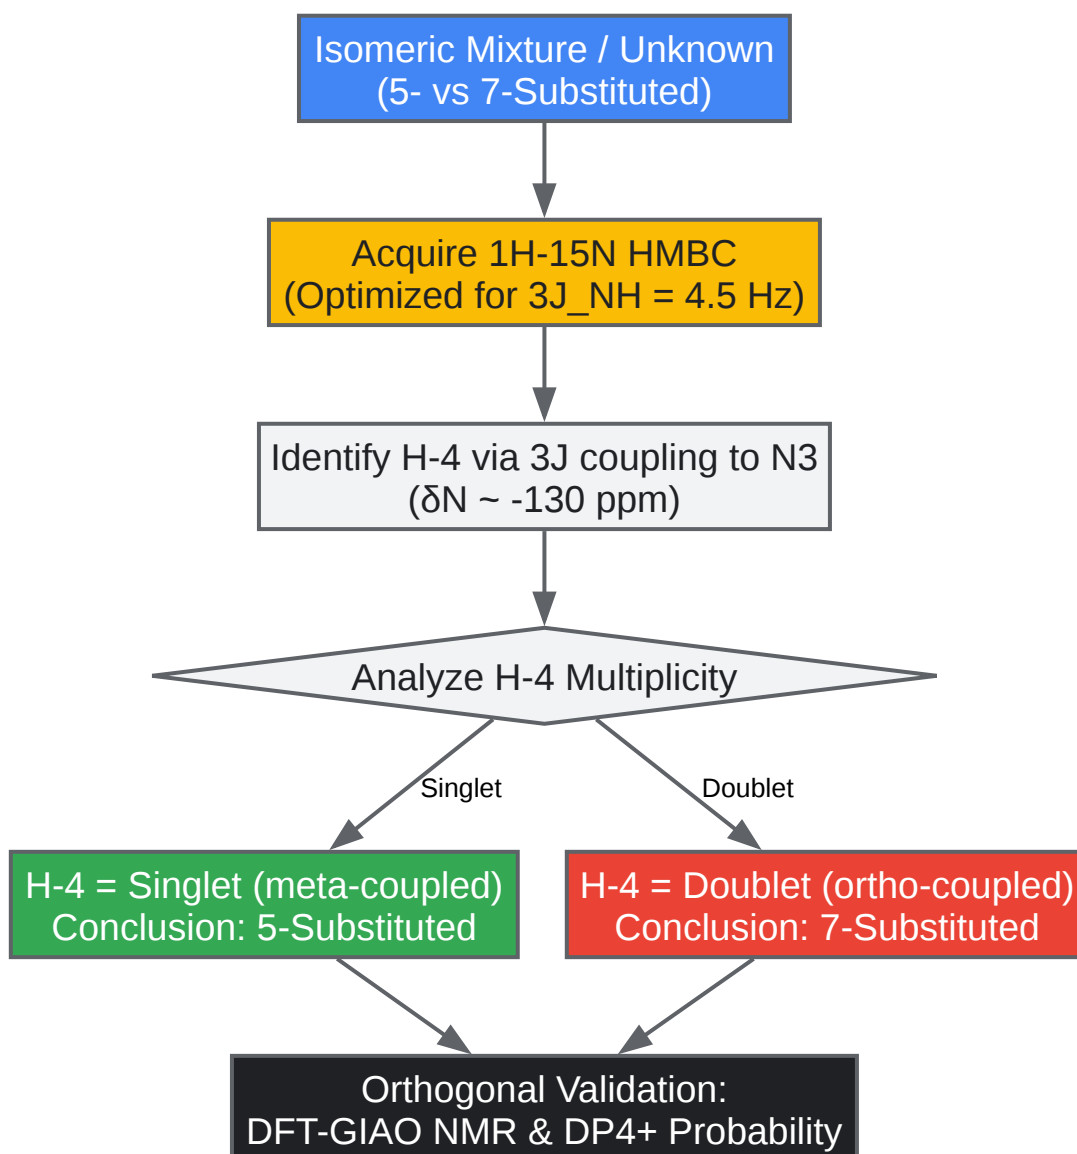 Isomeric Mixture / Unknown
(5- vs 7-Substituted)
Acquire 1H-15N HMBC
(Optimized for 3J_NH = 4.5 Hz)
Identify H-4 via 3J coupling to N3
(δN ~ -130 ppm)
Analyze H-4 Multiplicity
Singlet
Doublet
H-4 = Singlet (meta-coupled)
Conclusion: 5-Substituted
H-4 = Doublet (ortho-coupled)
Conclusion: 7-Substituted
Orthogonal Validation:
DFT-GIAO NMR & DP4+ Probability